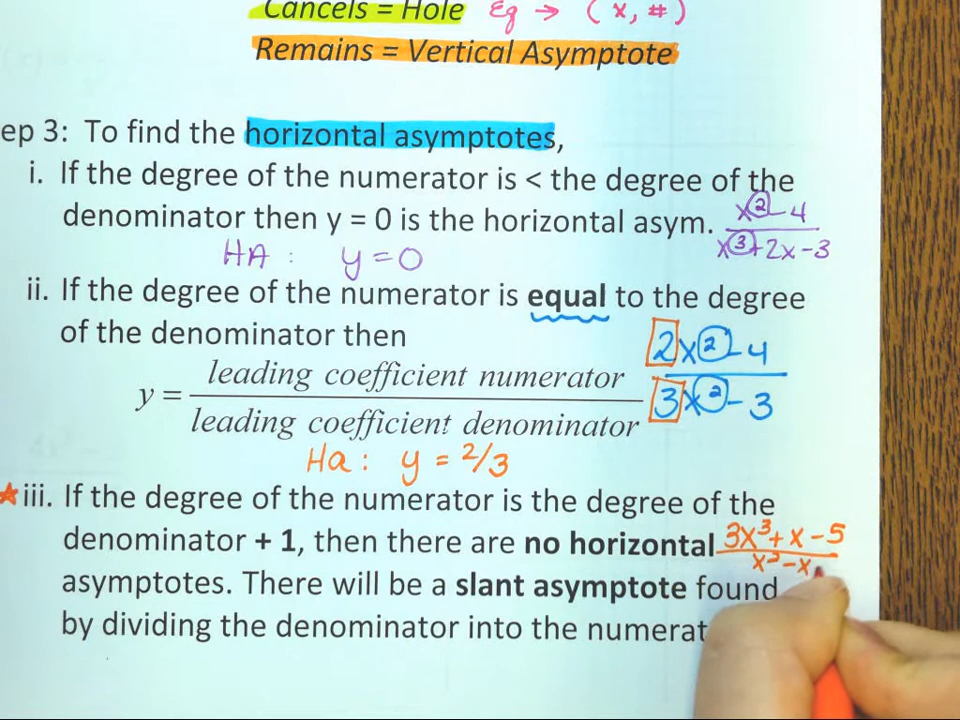 Cancels = Hole Eg → (x, #)
Remains = Vertical Asymptote
ep 3: To find the horizontal asymptotes,
i. If the degree of the numerator is < the degree of the
denominator then y = 0 is the horizontal asym. x²-4 / x³+2x-3
HA : y=0
ii. If the degree of the numerator is equal to the degree
of the denominator then 2x²-4 / 3x²-3
y = leading coefficient numerator / leading coefficient denominator
Ha : y = 2/3
★iii. If the degree of the numerator is the degree of the
denominator + 1, then there are no horizontal 3x³+x-5 / x²-x
asymptotes. There will be a slant asymptote found
by dividing the denominator into the numerat